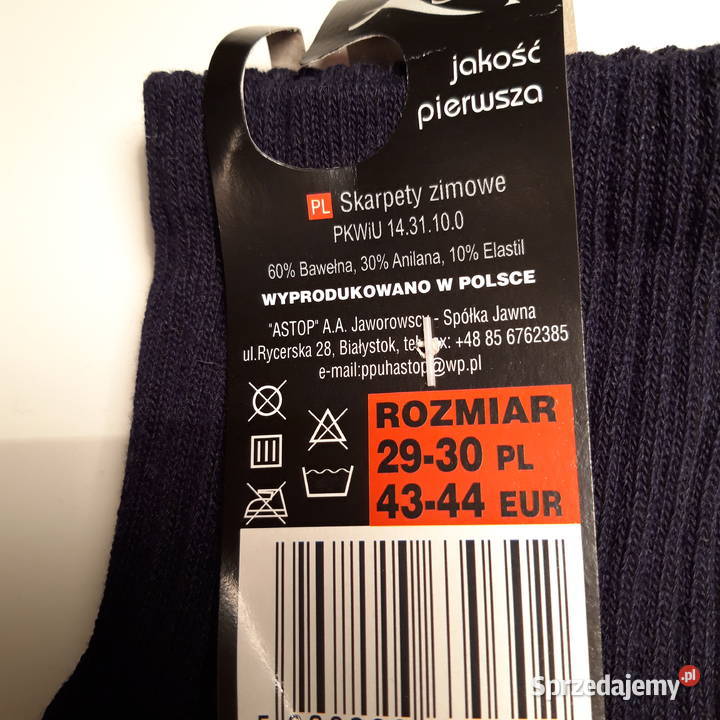 jakość
pierwsza
PL Skarpety zimowe
PKWiU 14.31.10.0
60% Bawełna, 30% Anilana, 10% Elastil
WYPRODUKOWANO W POLSCE
"ASTOP" A.A. Jaworowscy - Spółka Jawna
ul.Rycerska 28, Białystok, tel./fax: +48 85 6762385
e-mail:ppuhastop@wp.pl
ROZMIAR
29-30 PL
43-44 EUR
Sprzedajemy.pl